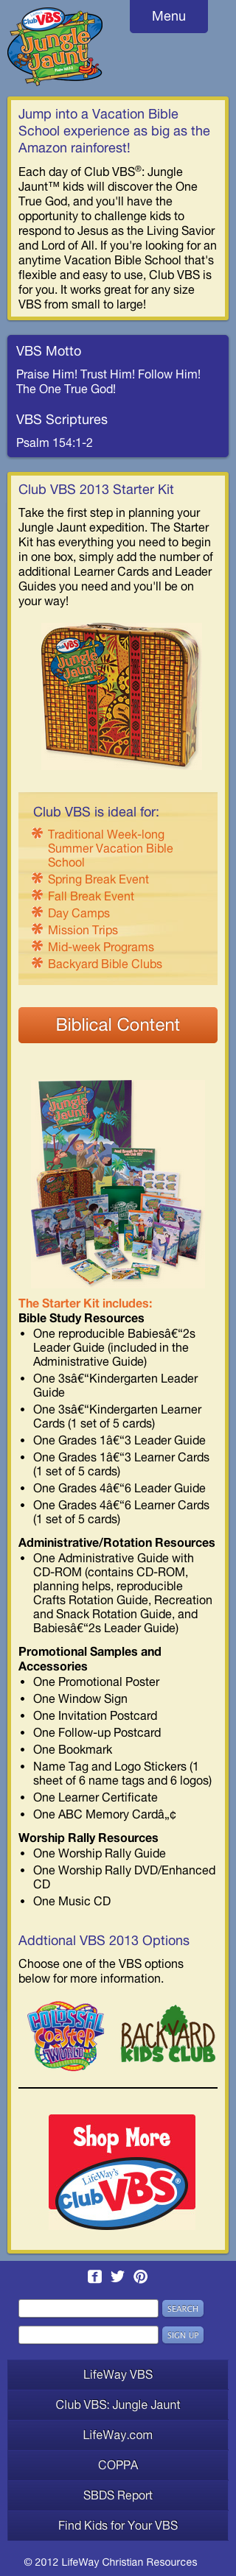 Club VBS
Jungle
Jaunt
Menu
Jump into a Vacation Bible
School experience as big as the
Amazon rainforest!
Each day of Club VBS®: Jungle
Jaunt™ kids will discover the One
True God, and you'll have the
opportunity to challenge kids to
respond to Jesus as the Living Savior
and Lord of All. If you're looking for an
anytime Vacation Bible School that's
flexible and easy to use, Club VBS is
for you. It works great for any size
VBS from small to large!
VBS Motto
Praise Him! Trust Him! Follow Him!
The One True God!
VBS Scriptures
Psalm 154:1-2
Club VBS 2013 Starter Kit
Take the first step in planning your
Jungle Jaunt expedition. The Starter
Kit has everything you need to begin
in one box, simply add the number of
additional Learner Cards and Leader
Guides you need and you'll be on
your way!
Club VBS
Jungle
Jaunt
Club VBS is ideal for:
Traditional Week-long
Summer Vacation Bible
School
Spring Break Event
Fall Break Event
Day Camps
Mission Trips
Mid-week Programs
Backyard Bible Clubs
Biblical Content
Jungle
Jaunt
The Starter Kit includes:
Bible Study Resources
• One reproducible Babiesâ€“2s
Leader Guide (included in the
Administrative Guide)
• One 3sâ€“Kindergarten Leader
Guide
• One 3sâ€“Kindergarten Learner
Cards (1 set of 5 cards)
• One Grades 1â€“3 Leader Guide
• One Grades 1â€“3 Learner Cards
(1 set of 5 cards)
• One Grades 4â€“6 Leader Guide
• One Grades 4â€“6 Learner Cards
(1 set of 5 cards)
Administrative/Rotation Resources
• One Administrative Guide with
CD-ROM (contains CD-ROM,
planning helps, reproducible
Crafts Rotation Guide, Recreation
and Snack Rotation Guide, and
Babiesâ€“2s Leader Guide)
Promotional Samples and
Accessories
• One Promotional Poster
• One Window Sign
• One Invitation Postcard
• One Follow-up Postcard
• One Bookmark
• Name Tag and Logo Stickers (1
sheet of 6 name tags and 6 logos)
• One Learner Certificate
• One ABC Memory Cardâ„¢
Worship Rally Resources
• One Worship Rally Guide
• One Worship Rally DVD/Enhanced
CD
• One Music CD
Addtional VBS 2013 Options
Choose one of the VBS options
below for more information.
COLOSSAL
COASTER
WORLD
BACKYARD
KIDS CLUB
Shop More
LifeWay's
Club VBS
SEARCH
SIGN UP
LifeWay VBS
Club VBS: Jungle Jaunt
LifeWay.com
COPPA
SBDS Report
Find Kids for Your VBS
© 2012 LifeWay Christian Resources